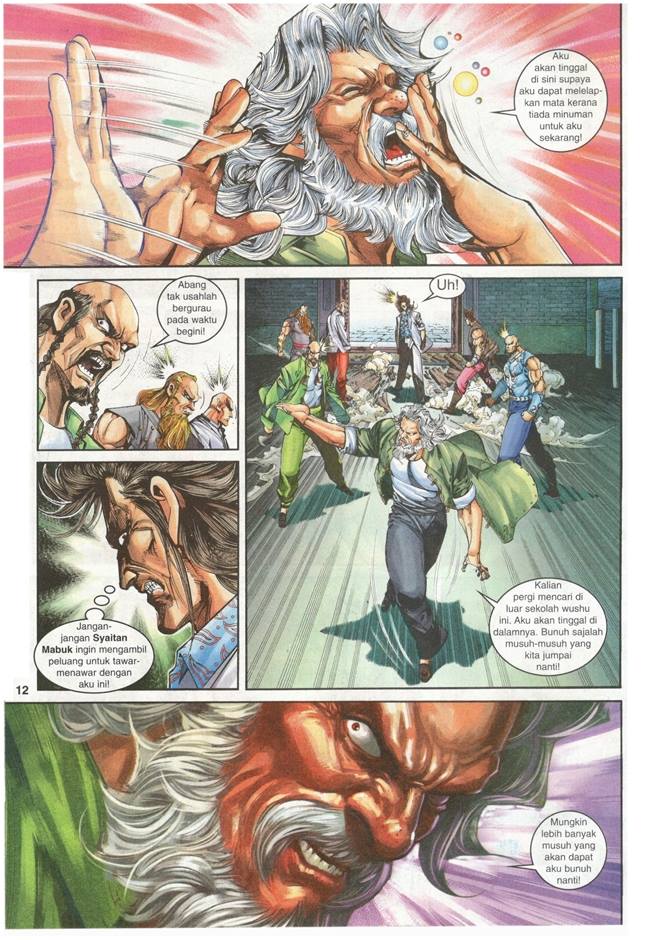 Aku
akan tinggal
di sini supaya
aku dapat melelap-
kan mata kerana
tiada minuman
untuk aku
sekarang!
Abang
tak usahlah
bergurau
pada waktu
begini!
Uh!
Jangan-
jangan Syaitan
Mabuk ingin mengambil
peluang untuk tawar-
menawar dengan
aku ini!
Kalian
pergi mencari di
luar sekolah wushu
ini. Aku akan tinggal di
dalamnya. Bunuh sajalah
musuh-musuh yang
kita jumpai
nanti!
12
Mungkin
lebih banyak
musuh yang
akan dapat
aku bunuh
nanti!